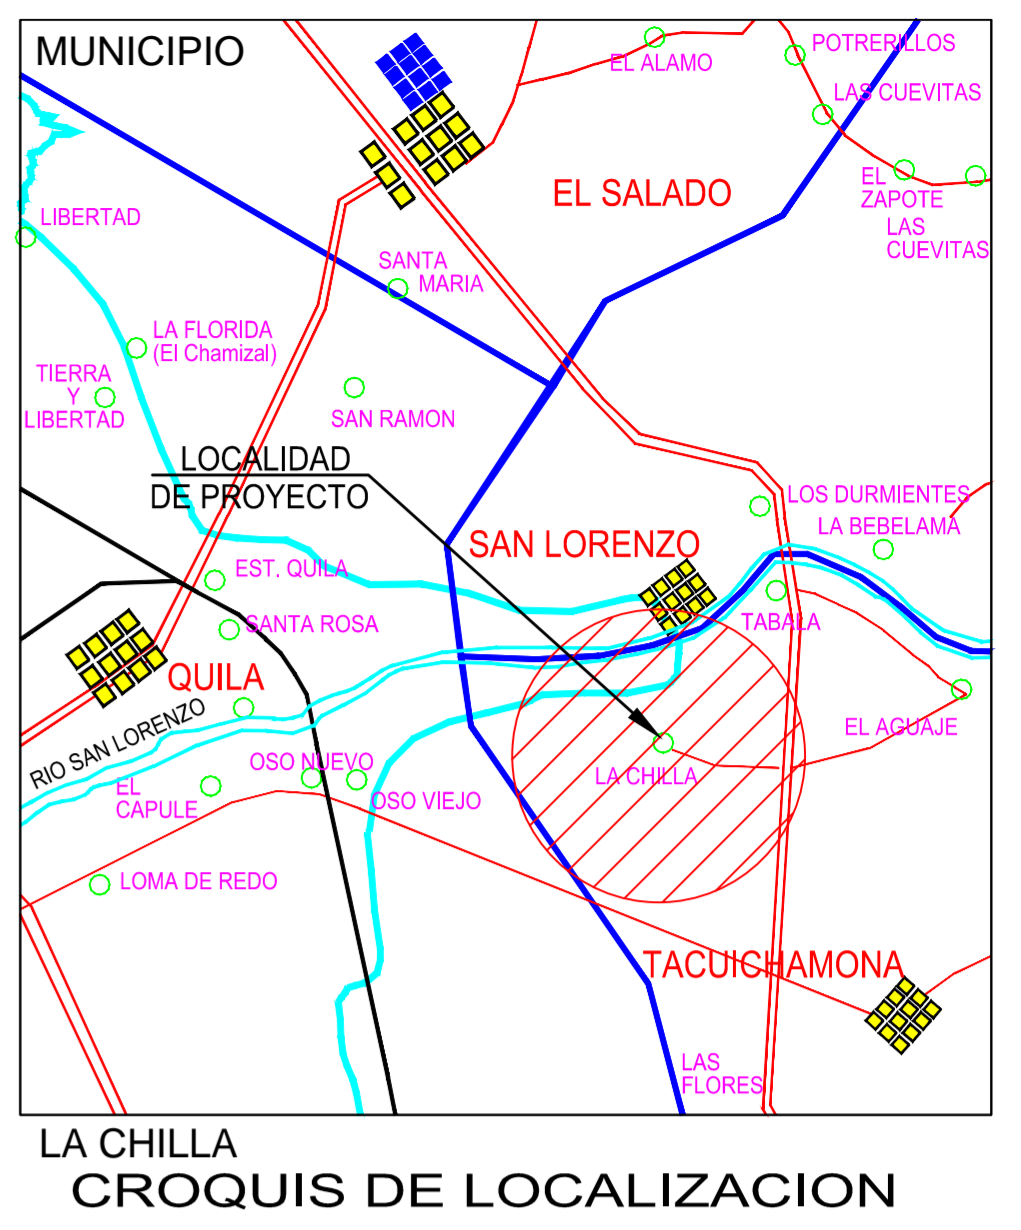 MUNICIPIO
POTRERILLOS
EL ALAMO
LAS CUEVITAS
EL
ZAPOTE
EL SALADO
LIBERTAD
LAS
CUEVITAS
SANTA
MARIA
LA FLORIDA
(El Chamizal)
TIERRA
Y
LIBERTAD
SAN RAMON
LOCALIDAD
DE PROYECTO
LOS DURMIENTES
LA BEBELAMA
SAN LORENZO
EST. QUILA
SANTA ROSA
TABALA
QUILA
RIO SAN LORENZO
EL AGUAJE
OSO NUEVO
LA CHILLA
EL
CAPULE
OSO VIEJO
LOMA DE REDO
TACUICHAMONA
LAS
FLORES
LA CHILLA
CROQUIS DE LOCALIZACION